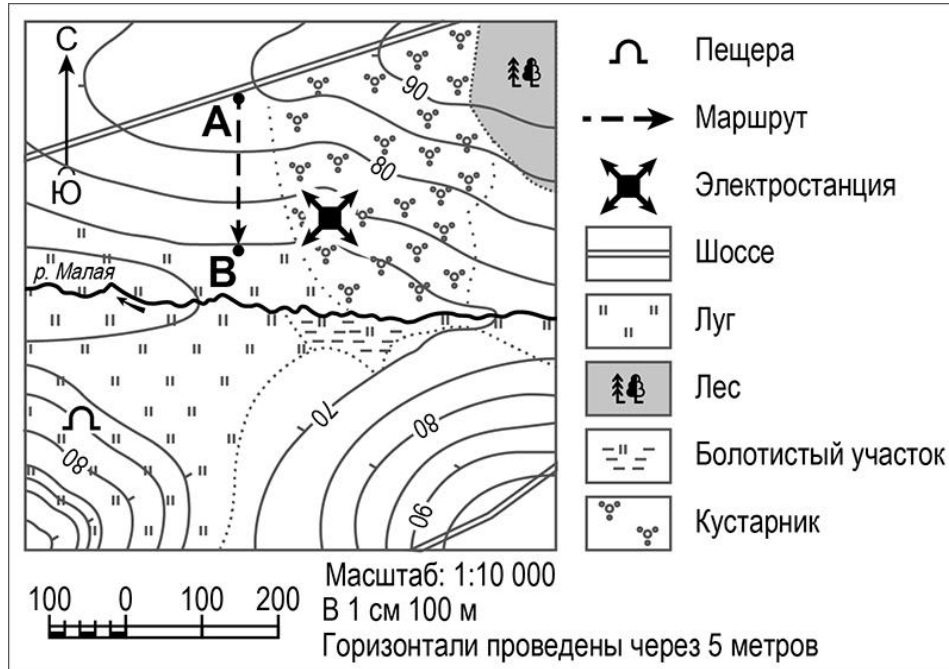 С
Ю
А
В
90
80
р. Малая
70
80
80
90
Пещера
Маршрут
Электростанция
Шоссе
Луг
Лес
Болотистый участок
Кустарник
100 0 100 200
Масштаб: 1:10 000
В 1 см 100 м
Горизонтали проведены через 5 метров